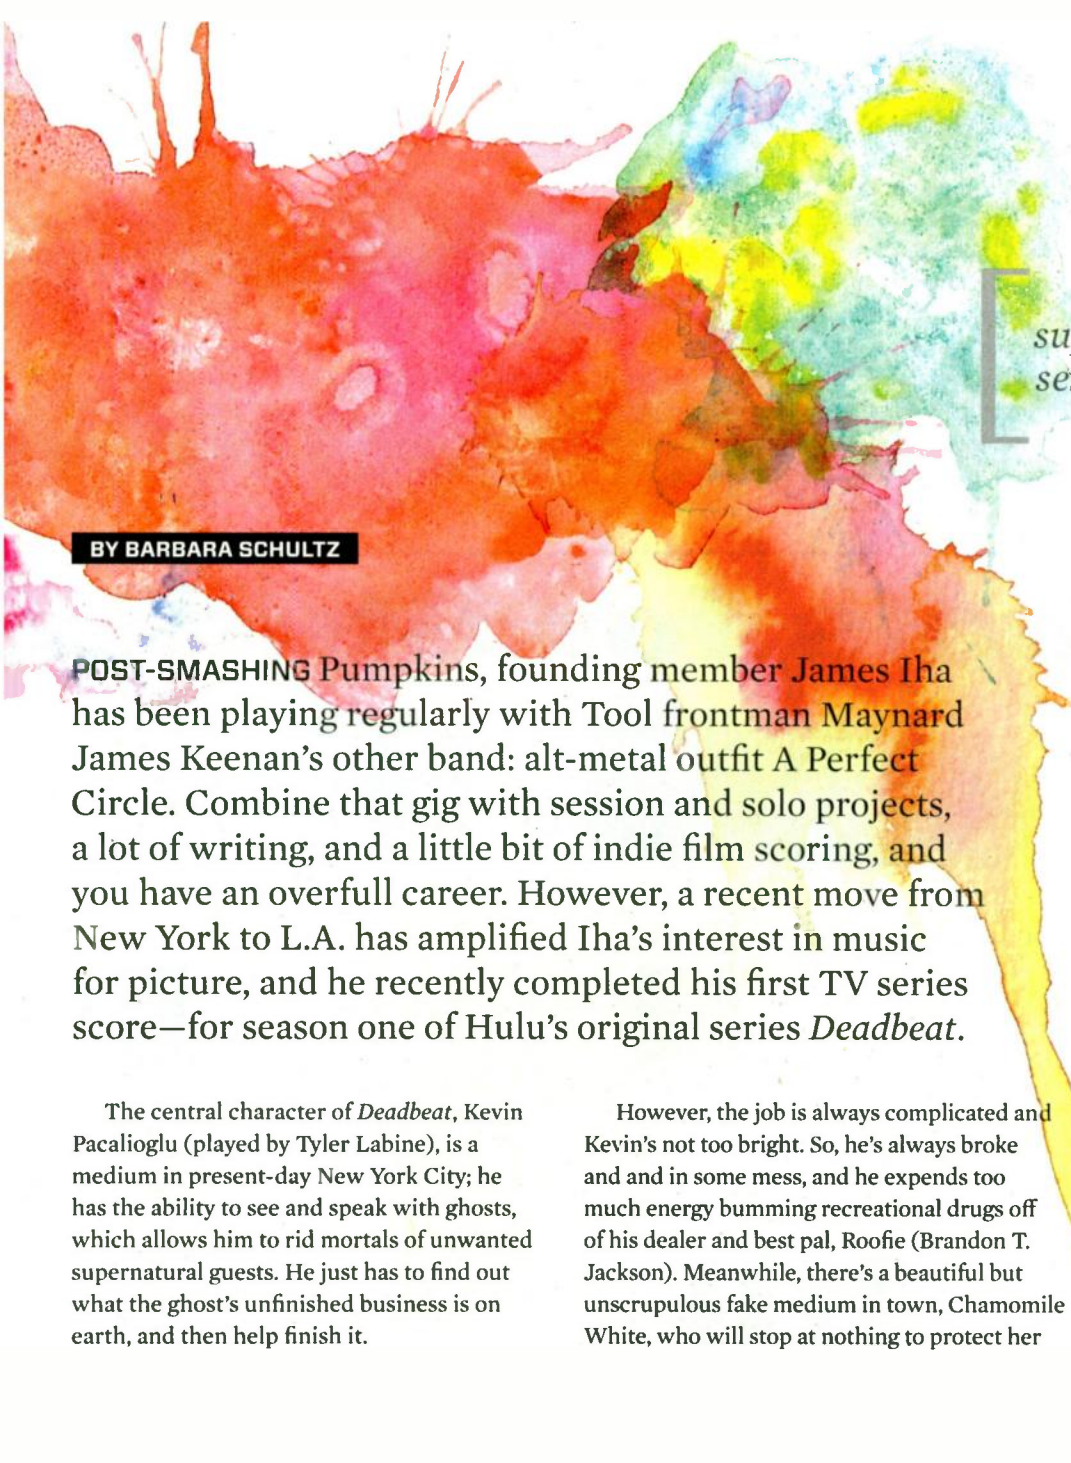 BY BARBARA SCHULTZ
POST-SMASHING Pumpkins, founding member James Iha
has been playing regularly with Tool frontman Maynard
James Keenan's other band: alt-metal outfit A Perfect
Circle. Combine that gig with session and solo projects,
a lot of writing, and a little bit of indie film scoring, and
you have an overfull career. However, a recent move from
New York to L.A. has amplified Iha's interest in music
for picture, and he recently completed his first TV series
score—for season one of Hulu's original series Deadbeat.
The central character of Deadbeat, Kevin
Pacalioglu (played by Tyler Labine), is a
medium in present-day New York City; he
has the ability to see and speak with ghosts,
which allows him to rid mortals of unwanted
supernatural guests. He just has to find out
what the ghost's unfinished business is on
earth, and then help finish it.
However, the job is always complicated and
Kevin's not too bright. So, he's always broke
and and in some mess, and he expends too
much energy bumming recreational drugs off
of his dealer and best pal, Roofie (Brandon T.
Jackson). Meanwhile, there's a beautiful but
unscrupulous fake medium in town, Chamomile
White, who will stop at nothing to protect her